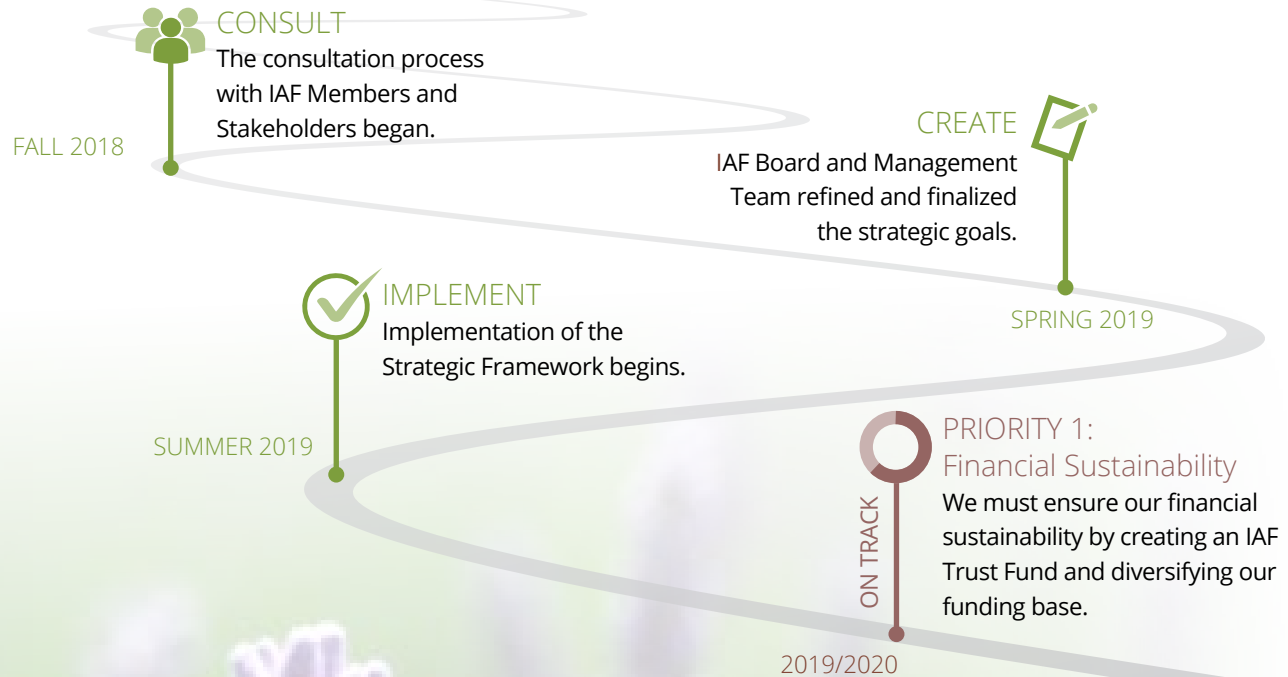 CONSULT
The consultation process
with IAF Members and
Stakeholders began.
FALL 2018
CREATE
IAF Board and Management
Team refined and finalized
the strategic goals.
SPRING 2019
IMPLEMENT
Implementation of the
Strategic Framework begins.
SUMMER 2019
PRIORITY 1:
Financial Sustainability
We must ensure our financial
sustainability by creating an IAF
Trust Fund and diversifying our
funding base.
ON TRACK
2019/2020